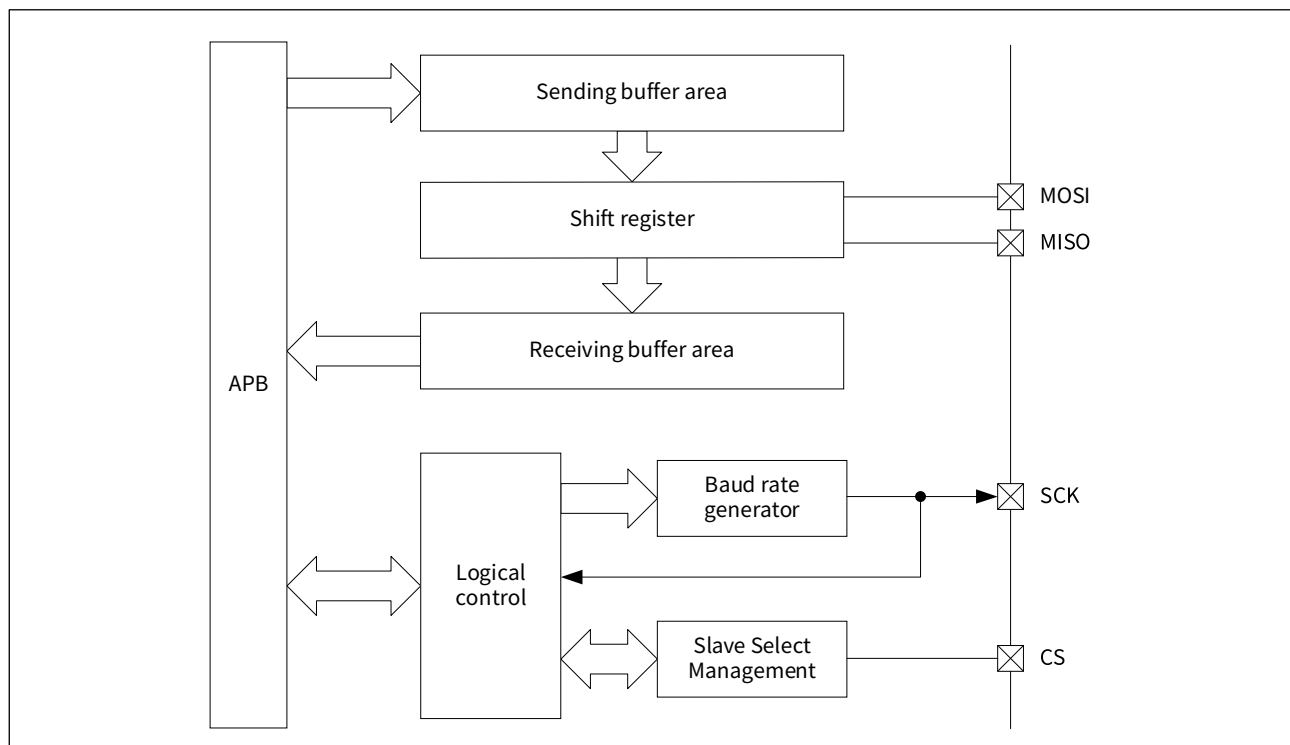 Sending buffer area
MOSI
Shift register
MISO
Receiving buffer area
APB
Baud rate
generator
SCK
Logical
control
Slave Select
Management
CS